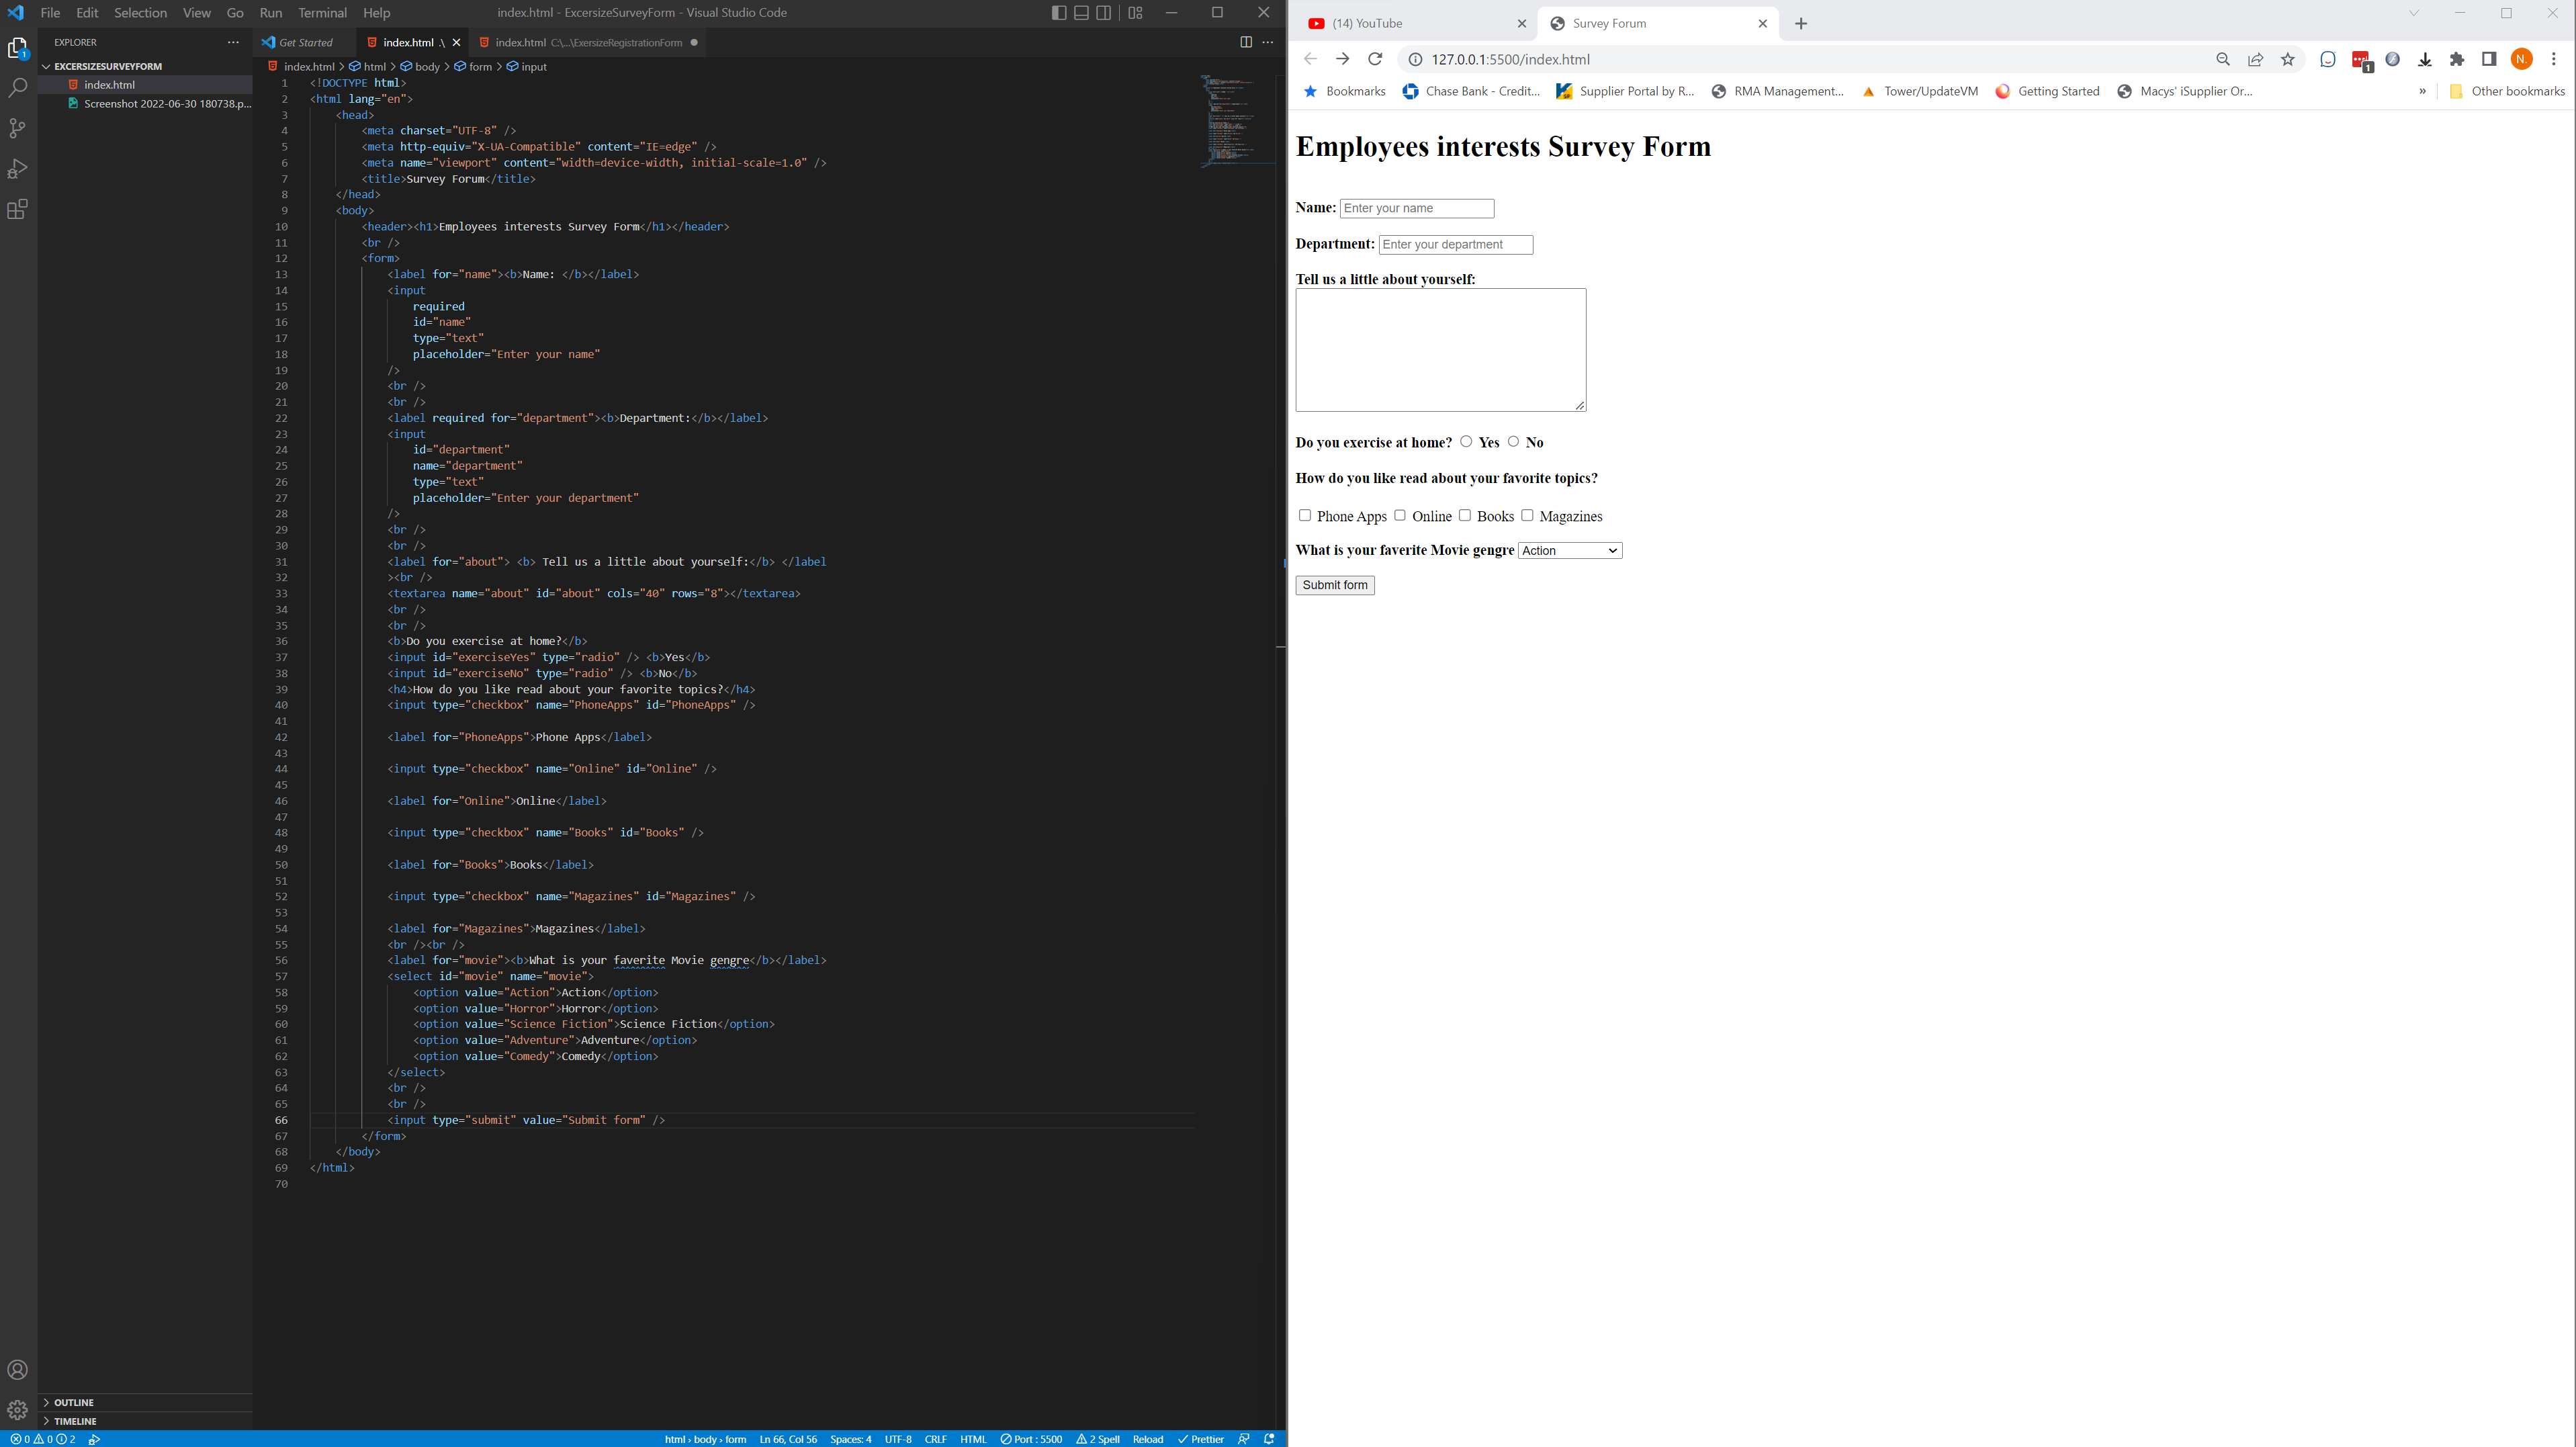 File Edit Selection View Go Run Terminal Help
index.html - ExcersizeSurveyForm - Visual Studio Code
EXPLORER
Get Started
index.html .\
index.html C:\...\ExersizeRegistrationForm
1
EXCERSIZESURVEYFORM
index.html
Screenshot 2022-06-30 180738.p...
index.html > html > body > form > input
1 <!DOCTYPE html>
2 <html lang="en">
3 <head>
4 <meta charset="UTF-8" />
5 <meta http-equiv="X-UA-Compatible" content="IE=edge" />
6 <meta name="viewport" content="width=device-width, initial-scale=1.0" />
7 <title>Survey Forum</title>
8 </head>
9 <body>
10 <header><h1>Employees interests Survey Form</h1></header>
11 <br />
12 <form>
13 <label for="name"><b>Name: </b></label>
14 <input
15 required
16 id="name"
17 type="text"
18 placeholder="Enter your name"
19 />
20 <br />
21 <br />
22 <label required for="department"><b>Department:</b></label>
23 <input
24 id="department"
25 name="department"
26 type="text"
27 placeholder="Enter your department"
28 />
29 <br />
30 <br />
31 <label for="about"> <b> Tell us a little about yourself:</b> </label
32 ><br />
33 <textarea name="about" id="about" cols="40" rows="8"></textarea>
34 <br />
35 <br />
36 <b>Do you exercise at home?</b>
37 <input id="exerciseYes" type="radio" /> <b>Yes</b>
38 <input id="exerciseNo" type="radio" /> <b>No</b>
39 <h4>How do you like read about your favorite topics?</h4>
40 <input type="checkbox" name="PhoneApps" id="PhoneApps" />
41
42 <label for="PhoneApps">Phone Apps</label>
43
44 <input type="checkbox" name="Online" id="Online" />
45
46 <label for="Online">Online</label>
47
48 <input type="checkbox" name="Books" id="Books" />
49
50 <label for="Books">Books</label>
51
52 <input type="checkbox" name="Magazines" id="Magazines" />
53
54 <label for="Magazines">Magazines</label>
55 <br /><br />
56 <label for="movie"><b>What is your faverite Movie gengre</b></label>
57 <select id="movie" name="movie">
58 <option value="Action">Action</option>
59 <option value="Horror">Horror</option>
60 <option value="Science Fiction">Science Fiction</option>
61 <option value="Adventure">Adventure</option>
62 <option value="Comedy">Comedy</option>
63 </select>
64 <br />
65 <br />
66 <input type="submit" value="Submit form" />
67 </form>
68 </body>
69 </html>
70
OUTLINE
TIMELINE
0 0 2
html › body › form Ln 66, Col 56 Spaces: 4 UTF-8 CRLF HTML Port : 5500 2 Spell Reload Prettier
(14) YouTube
Survey Forum
127.0.0.1:5500/index.html
1
N.
Bookmarks Chase Bank - Credit... Supplier Portal by R... RMA Management... Tower/UpdateVM Getting Started Macys' iSupplier Or... » Other bookmarks
Employees interests Survey Form
Name: Enter your name
Department: Enter your department
Tell us a little about yourself:
Do you exercise at home? Yes No
How do you like read about your favorite topics?
Phone Apps Online Books Magazines
What is your faverite Movie gengre Action
Submit form